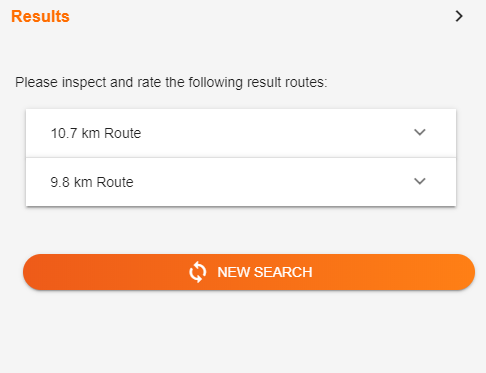 Results
Please inspect and rate the following result routes:
10.7 km Route
9.8 km Route
NEW SEARCH